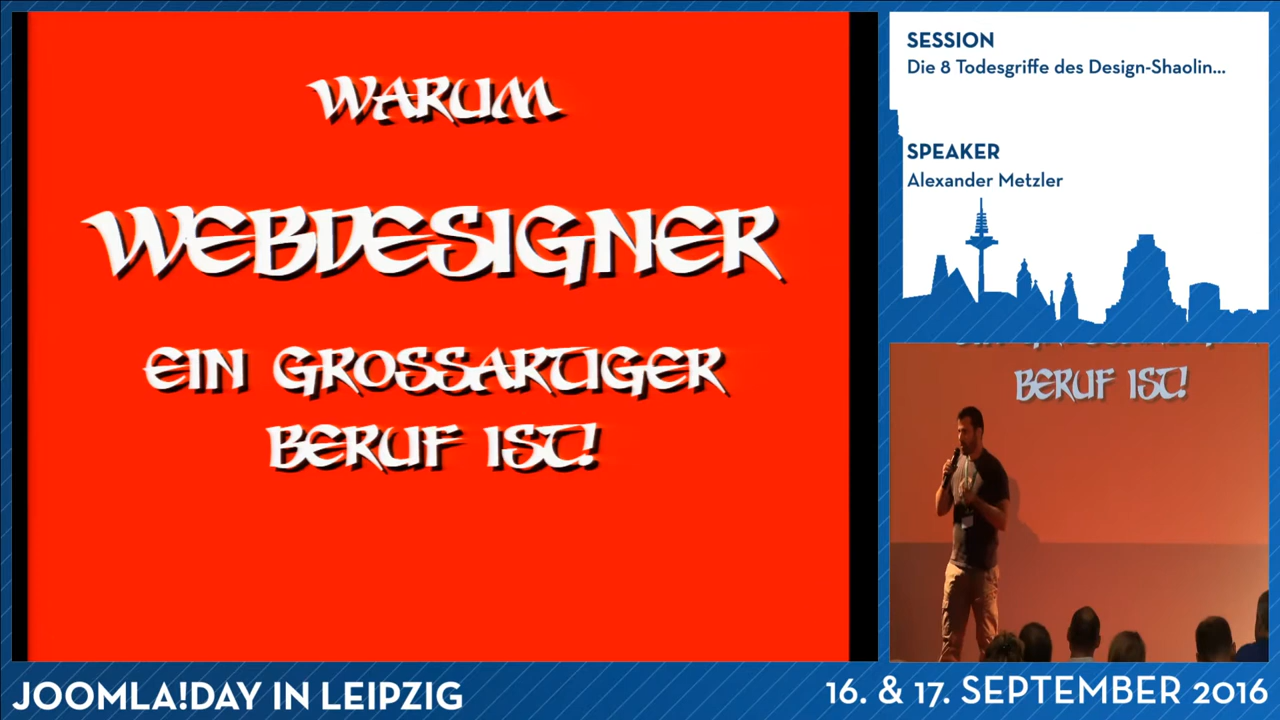 WARUM
WEBDESIGNER
EIN GROSSARTIGER
BERUF IST!
SESSION
Die 8 Todesgriffe des Design-Shaolin...
SPEAKER
Alexander Metzler
BERUF IST!
JOOMLA!DAY IN LEIPZIG
16. & 17. SEPTEMBER 2016